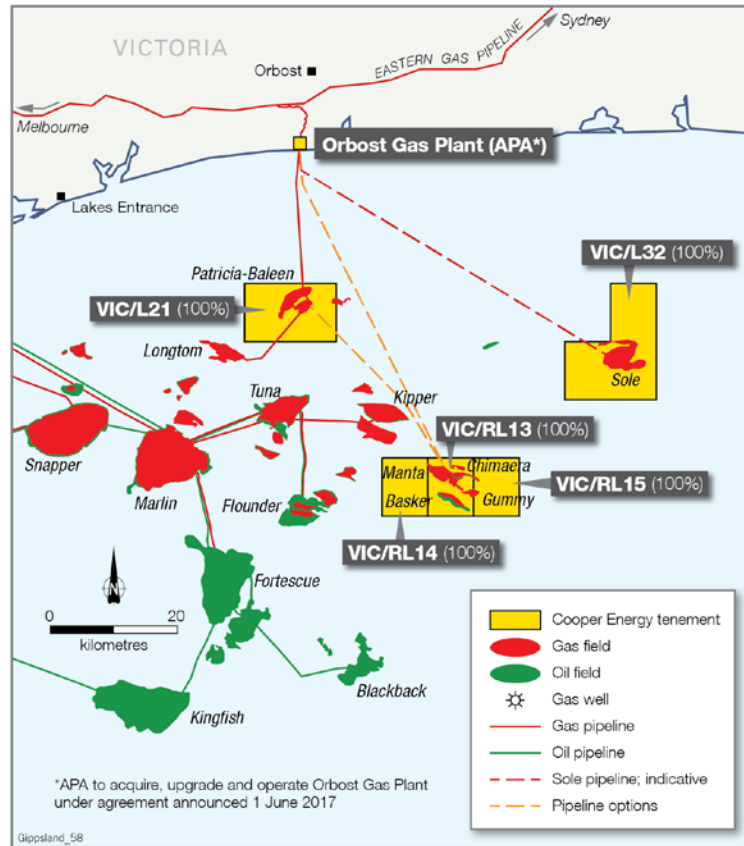 VICTORIA
Sydney
Orbost
EASTERN GAS PIPELINE
Melbourne
Orbost Gas Plant (APA*)
Lakes Entrance
VIC/L32 (100%)
Patricia-Baleen
VIC/L21 (100%)
Longtom
Sole
Tuna
Kipper
VIC/RL13 (100%)
Snapper
Manta
Chimaera
Marlin
Flounder
Basker
Gummy
VIC/RL15 (100%)
VIC/RL14 (100%)
N
Fortescue
0 20
kilometres
Blackback
Kingfish
Cooper Energy tenement
Gas field
Oil field
Gas well
Gas pipeline
Oil pipeline
Sole pipeline; indicative
Pipeline options
*APA to acquire, upgrade and operate Orbost Gas Plant
under agreement announced 1 June 2017
Gippsland_58